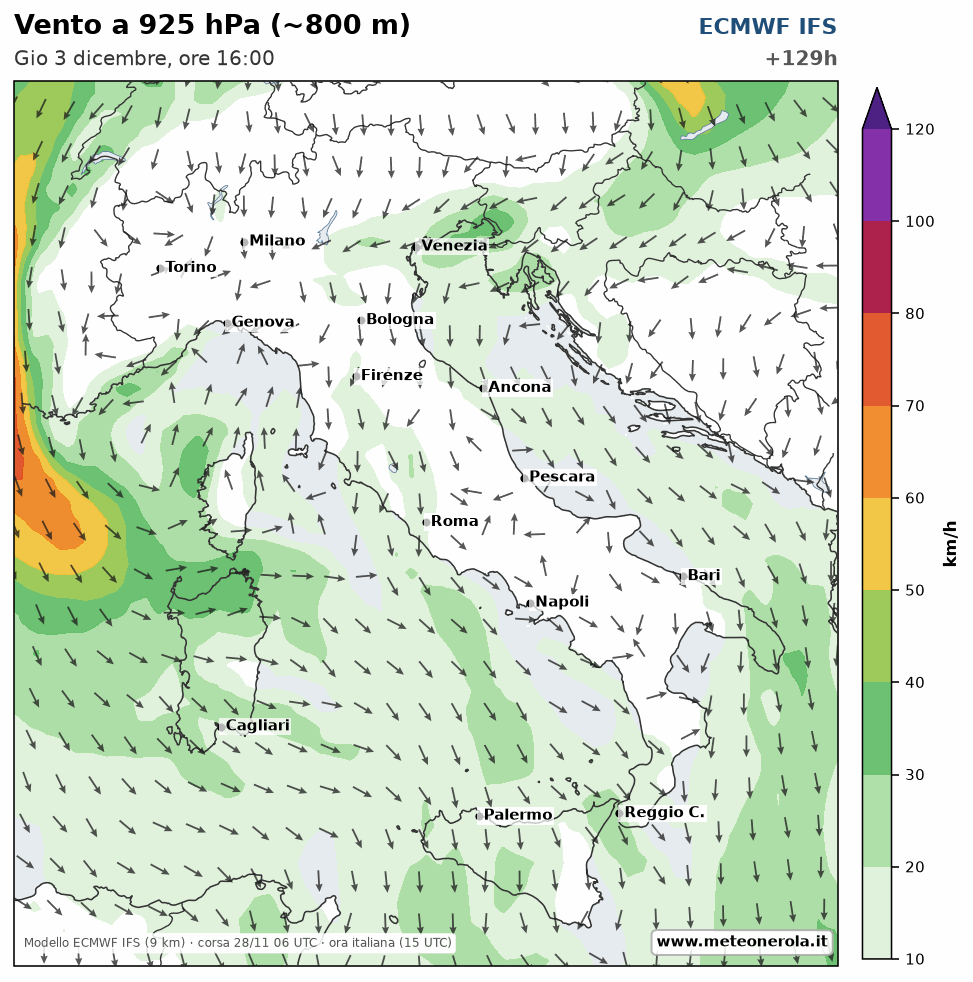 Vento a 925 hPa (~800 m)
ECMWF IFS
Gio 3 dicembre, ore 16:00
+129h
120
100
80
70
60
50
40
30
20
10
km/h
Milano
Venezia
Torino
Genova
Bologna
Firenze
Ancona
Pescara
Roma
Bari
Napoli
Cagliari
Palermo
Reggio C.
Modello ECMWF IFS (9 km) · corsa 28/11 06 UTC · ora italiana (15 UTC)
www.meteonerola.it